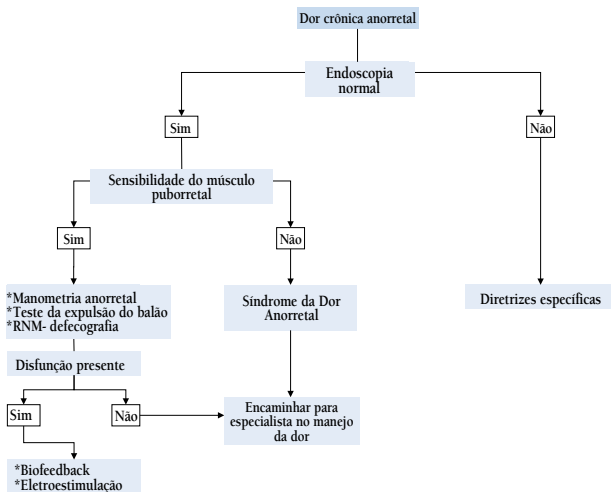 Dor crônica anorretal
Endoscopia
normal
Sim
Não
Sensibilidade do músculo
puborretal
Sim
Não
*Manometria anorretal
*Teste da expulsão do balão
*RNM- defecografia
Síndrome da Dor
Anorretal
Diretrizes específicas
Disfunção presente
Sim
Não
Encaminhar para
especialista no manejo
da dor
*Biofeedback
*Eletroestimulação